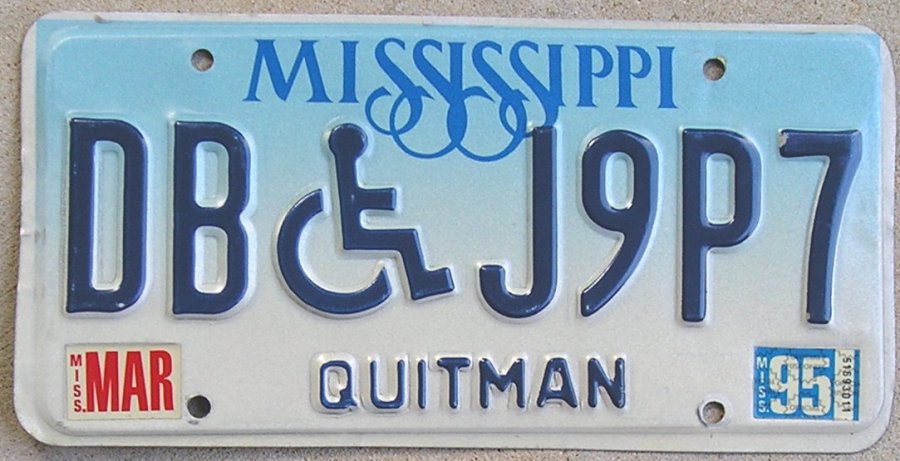 MISSISSIPPI
DB J9P7
MISS. MAR
QUITMAN
MISS 95